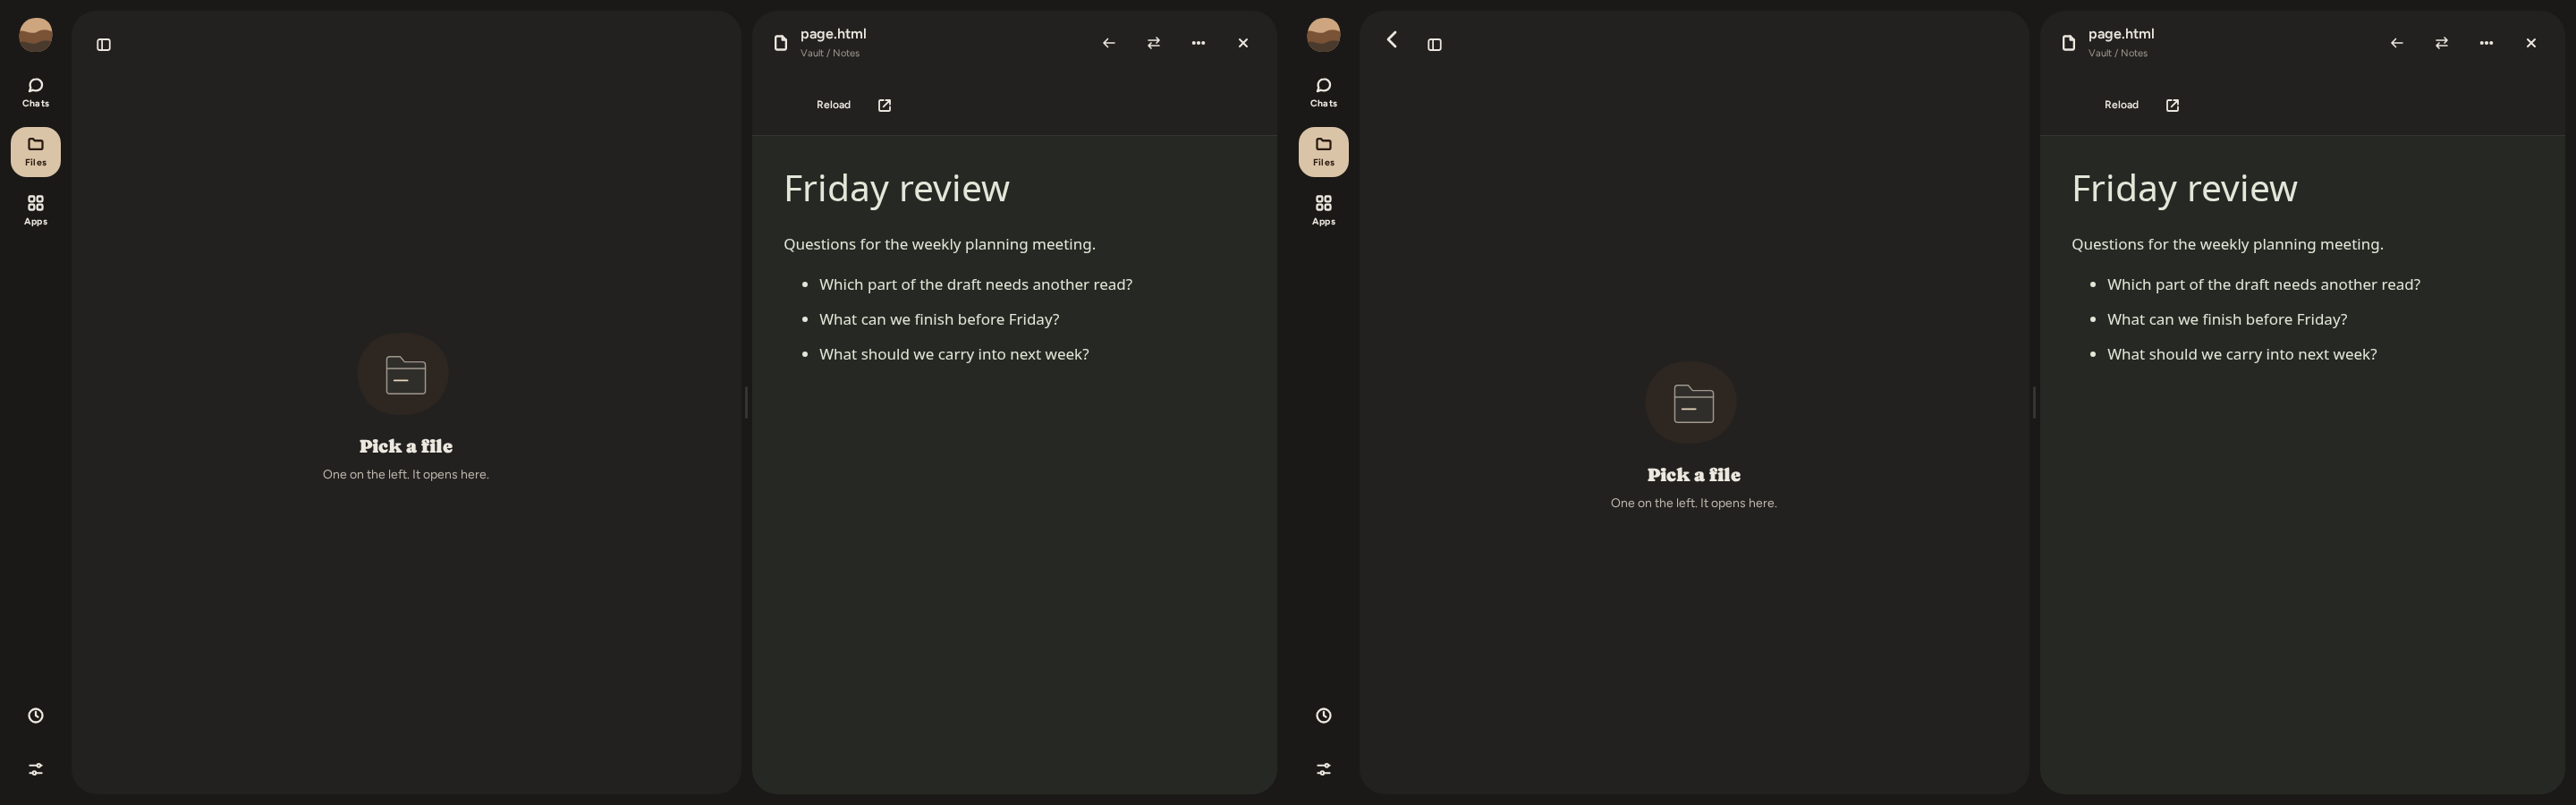 Chats
Files
Apps
Pick a file
One on the left. It opens here.
page.html
Vault / Notes
Reload
Friday review
Questions for the weekly planning meeting.
Which part of the draft needs another read?
What can we finish before Friday?
What should we carry into next week?
Chats
Files
Apps
Pick a file
One on the left. It opens here.
page.html
Vault / Notes
Reload
Friday review
Questions for the weekly planning meeting.
Which part of the draft needs another read?
What can we finish before Friday?
What should we carry into next week?